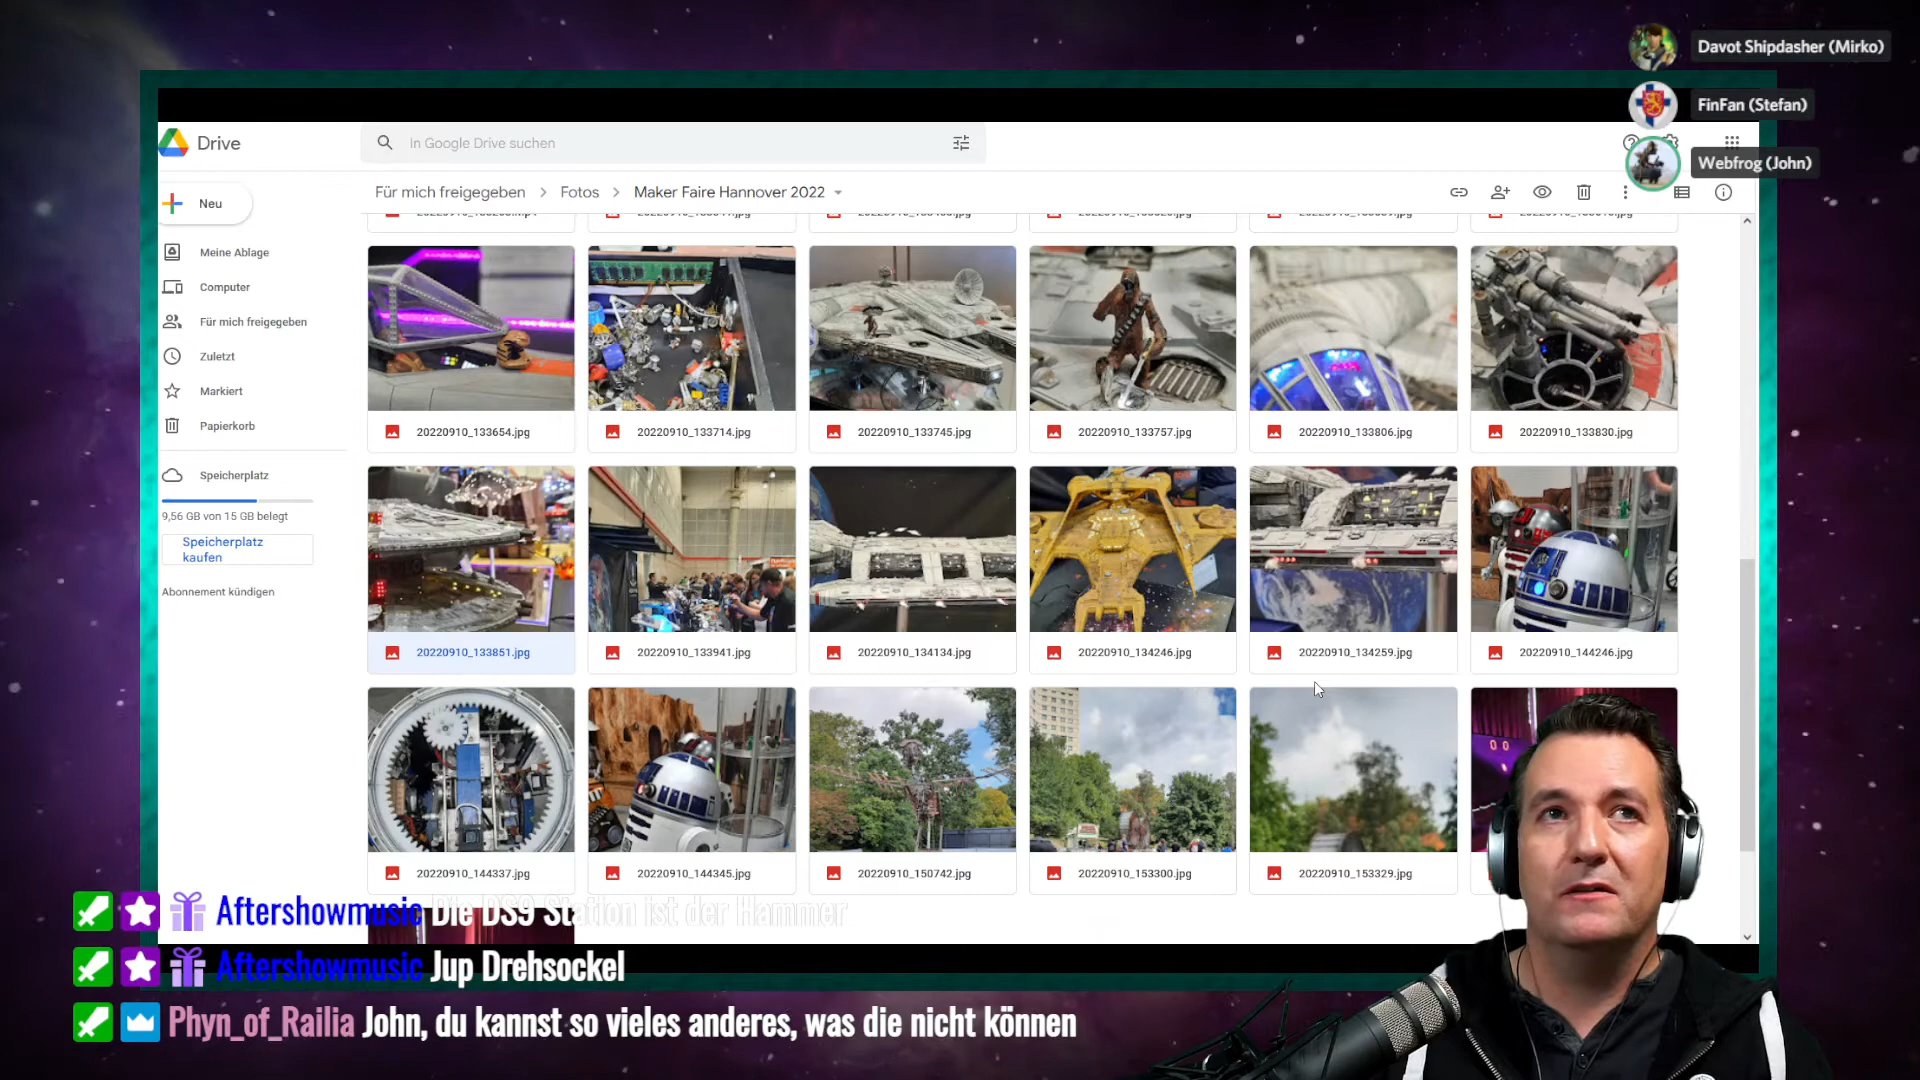 Davot Shipdasher (Mirko)
FinFan (Stefan)
Webfrog (John)
Drive
In Google Drive suchen
Neu
Für mich freigegeben > Fotos > Maker Faire Hannover 2022
Meine Ablage
Computer
Für mich freigegeben
Zuletzt
Markiert
Papierkorb
Speicherplatz
9,56 GB von 15 GB belegt
Speicherplatz
kaufen
Abonnement kündigen
20220910_133654.jpg
20220910_133714.jpg
20220910_133745.jpg
20220910_133757.jpg
20220910_133806.jpg
20220910_133830.jpg
20220910_133851.jpg
20220910_133941.jpg
20220910_134134.jpg
20220910_134246.jpg
20220910_134259.jpg
20220910_144246.jpg
20220910_144337.jpg
20220910_144345.jpg
20220910_150742.jpg
20220910_153300.jpg
20220910_153329.jpg
Aftershowmusic Die DS9 Station ist der Hammer
Aftershowmusic Jup Drehsockel
Phyn_of_Railia John, du kannst so vieles anderes, was die nicht können